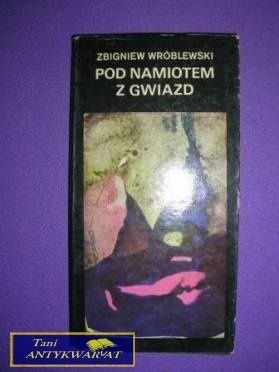 ZBIGNIEW WRÓBLEWSKI
POD NAMIOTEM
Z GWIAZD
Tani
ANTYKWARIAT